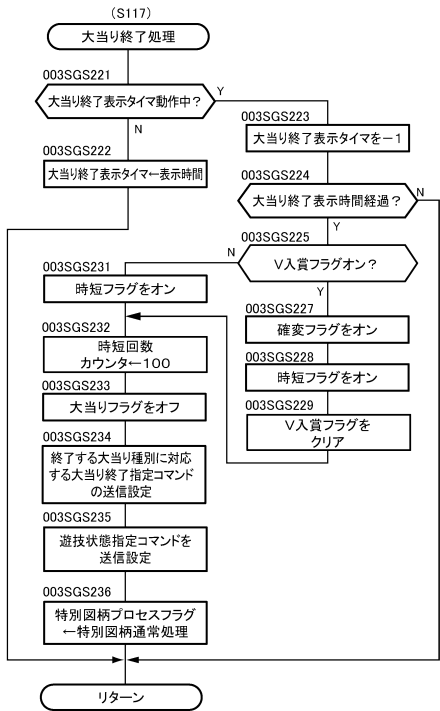 (S117)
大当り終了処理
003SGS221
大当り終了表示タイマ動作中？
Y
N
003SGS222
大当り終了表示タイマ←表示時間
003SGS223
大当り終了表示タイマを－1
003SGS224
大当り終了表示時間経過？
N
Y
003SGS225
V入賞フラグオン？
N
Y
003SGS227
確変フラグをオン
003SGS228
時短フラグをオン
003SGS229
V入賞フラグを
クリア
003SGS231
時短フラグをオン
003SGS232
時短回数
カウンタ←100
003SGS233
大当りフラグをオフ
003SGS234
終了する大当り種別に対応
する大当り終了指定コマンド
の送信設定
003SGS235
遊技状態指定コマンドを
送信設定
003SGS236
特別図柄プロセスフラグ
←特別図柄通常処理
リターン